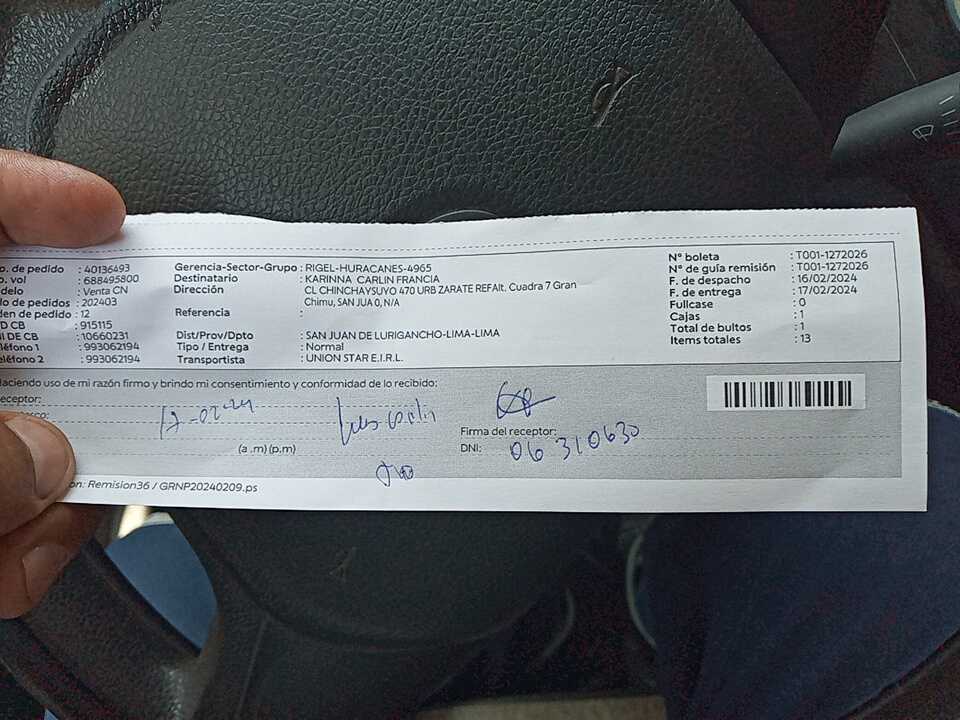 o. de pedido : 40136493
o. vol : 688495800
delo : Venta CN
do de pedidos : 202403
den de pedido : 12
D CB : 915115
NI DE CB : 10660231
eléfono 1 : 993062194
eléfono 2 : 993062194
Gerencia-Sector-Grupo : RIGEL-HURACANES-4965
Destinatario : KARINNA CARLIN FRANCIA
Dirección : CL CHINCHAYSUYO 470 URB ZARATE REFAlt. Cuadra 7 Gran
Chimu, SAN JUA 0, N/A
Referencia :
Dist/Prov/Dpto : SAN JUAN DE LURIGANCHO-LIMA-LIMA
Tipo / Entrega : Normal
Transportista : UNION STAR E.I.R.L.
N° boleta : T001-1272026
N° de guía remisión : T001-1272026
F. de despacho : 16/02/2024
F. de entrega : 17/02/2024
Fullcase : 0
Cajas : 1
Total de bultos : 1
Items totales : 13
Haciendo uso de mi razón firmo y brindo mi consentimiento y conformidad de lo recibido:
eceptor:
17-02-24
(a .m) (p.m)
Firma del receptor:
DNI: 06 310630
on: Remision36 / GRNP20240209.ps